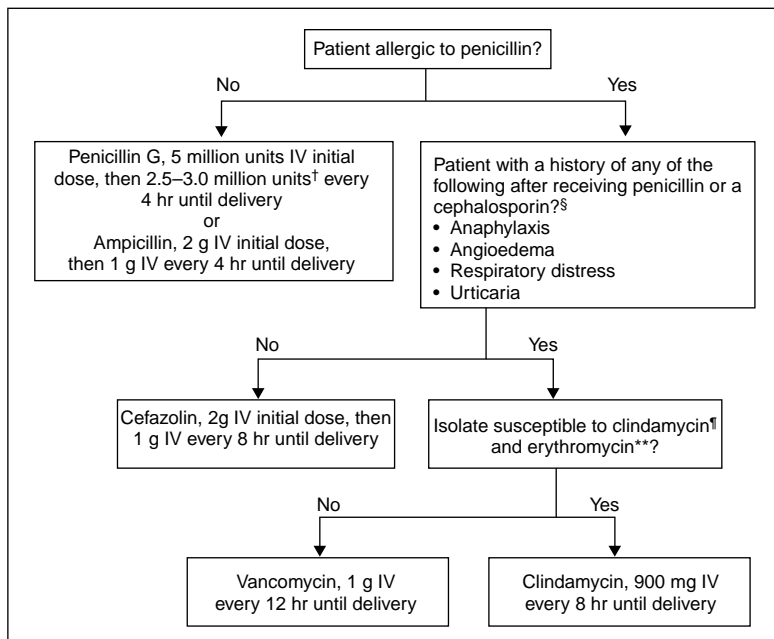 Patient allergic to penicillin?
No
Yes
Penicillin G, 5 million units IV initial
dose, then 2.5–3.0 million units† every
4 hr until delivery
or
Ampicillin, 2 g IV initial dose,
then 1 g IV every 4 hr until delivery
Patient with a history of any of the
following after receiving penicillin or a
cephalosporin?§
• Anaphylaxis
• Angioedema
• Respiratory distress
• Urticaria
No
Yes
Cefazolin, 2g IV initial dose, then
1 g IV every 8 hr until delivery
Isolate susceptible to clindamycin¶
and erythromycin**?
No
Yes
Vancomycin, 1 g IV
every 12 hr until delivery
Clindamycin, 900 mg IV
every 8 hr until delivery